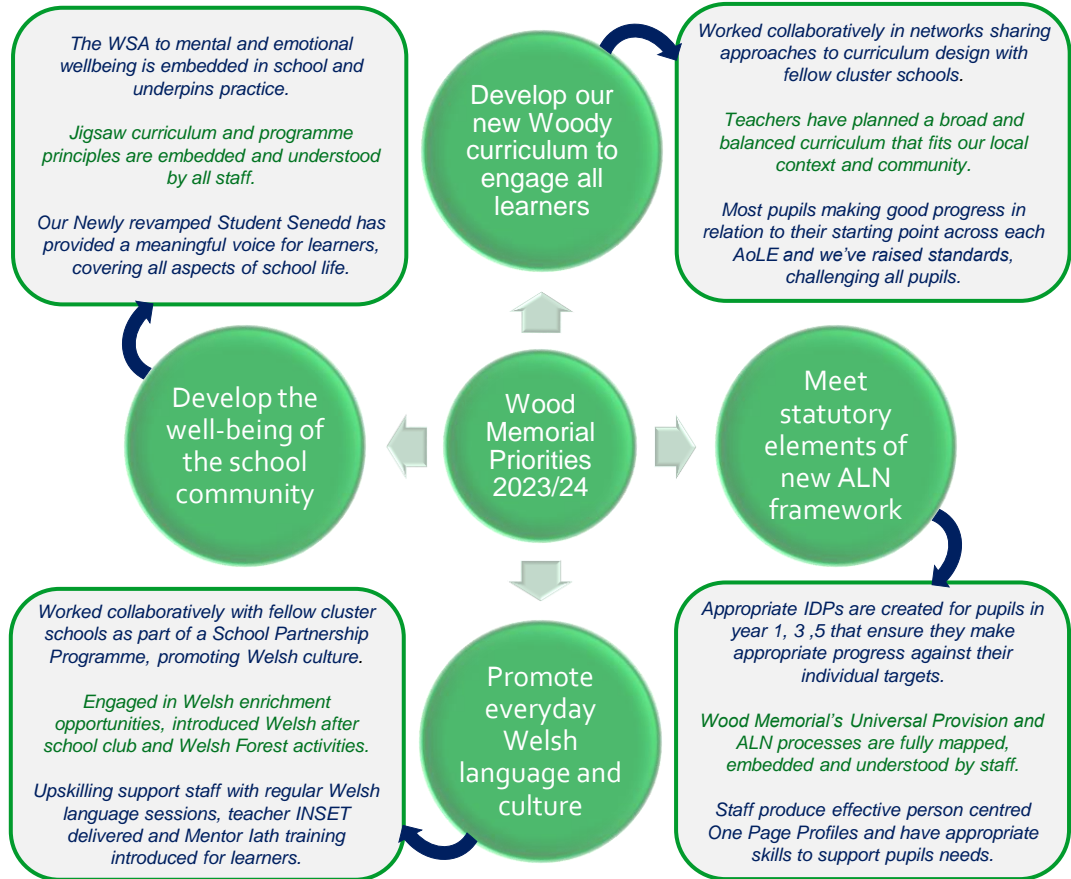 The WSA to mental and emotional
wellbeing is embedded in school and
underpins practice.
Jigsaw curriculum and programme
principles are embedded and understood
by all staff.
Our Newly revamped Student Senedd has
provided a meaningful voice for learners,
covering all aspects of school life.
Develop our
new Woody
curriculum to
engage all
learners
Worked collaboratively in networks sharing
approaches to curriculum design with
fellow cluster schools.
Teachers have planned a broad and
balanced curriculum that fits our local
context and community.
Most pupils making good progress in
relation to their starting point across each
AoLE and we've raised standards,
challenging all pupils.
Develop the
well-being of
the school
community
Wood
Memorial
Priorities
2023/24
Meet
statutory
elements of
new ALN
framework
Worked collaboratively with fellow cluster
schools as part of a School Partnership
Programme, promoting Welsh culture.
Engaged in Welsh enrichment
opportunities, introduced Welsh after
school club and Welsh Forest activities.
Upskilling support staff with regular Welsh
language sessions, teacher INSET
delivered and Mentor Iath training
introduced for learners.
Promote
everyday
Welsh
language and
culture
Appropriate IDPs are created for pupils in
year 1, 3 ,5 that ensure they make
appropriate progress against their
individual targets.
Wood Memorial's Universal Provision and
ALN processes are fully mapped,
embedded and understood by staff.
Staff produce effective person centred
One Page Profiles and have appropriate
skills to support pupils needs.